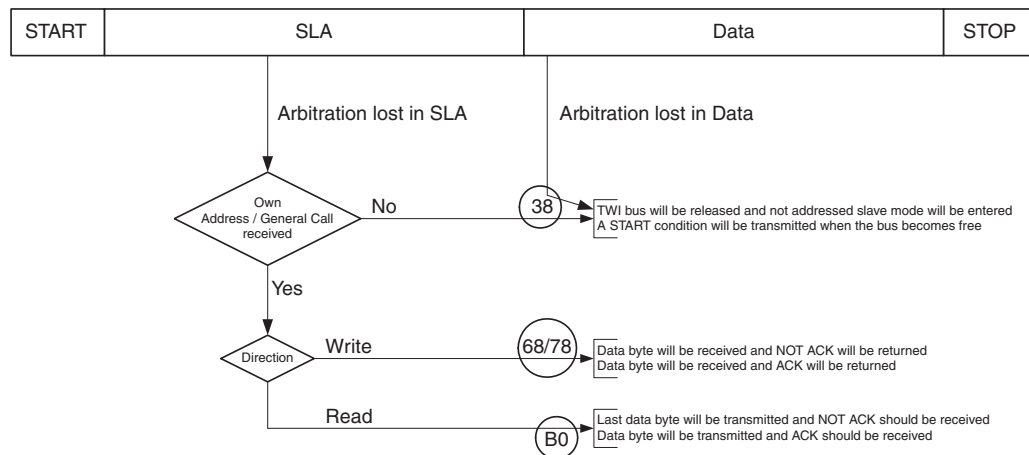 START SLA Data STOP
Arbitration lost in SLA Arbitration lost in Data
Own
Address / General Call
received
No
38
TWI bus will be released and not addressed slave mode will be entered
A START condition will be transmitted when the bus becomes free
Yes
Direction
Write
68/78
Data byte will be received and NOT ACK will be returned
Data byte will be received and ACK will be returned
Read
B0
Last data byte will be transmitted and NOT ACK should be received
Data byte will be transmitted and ACK should be received